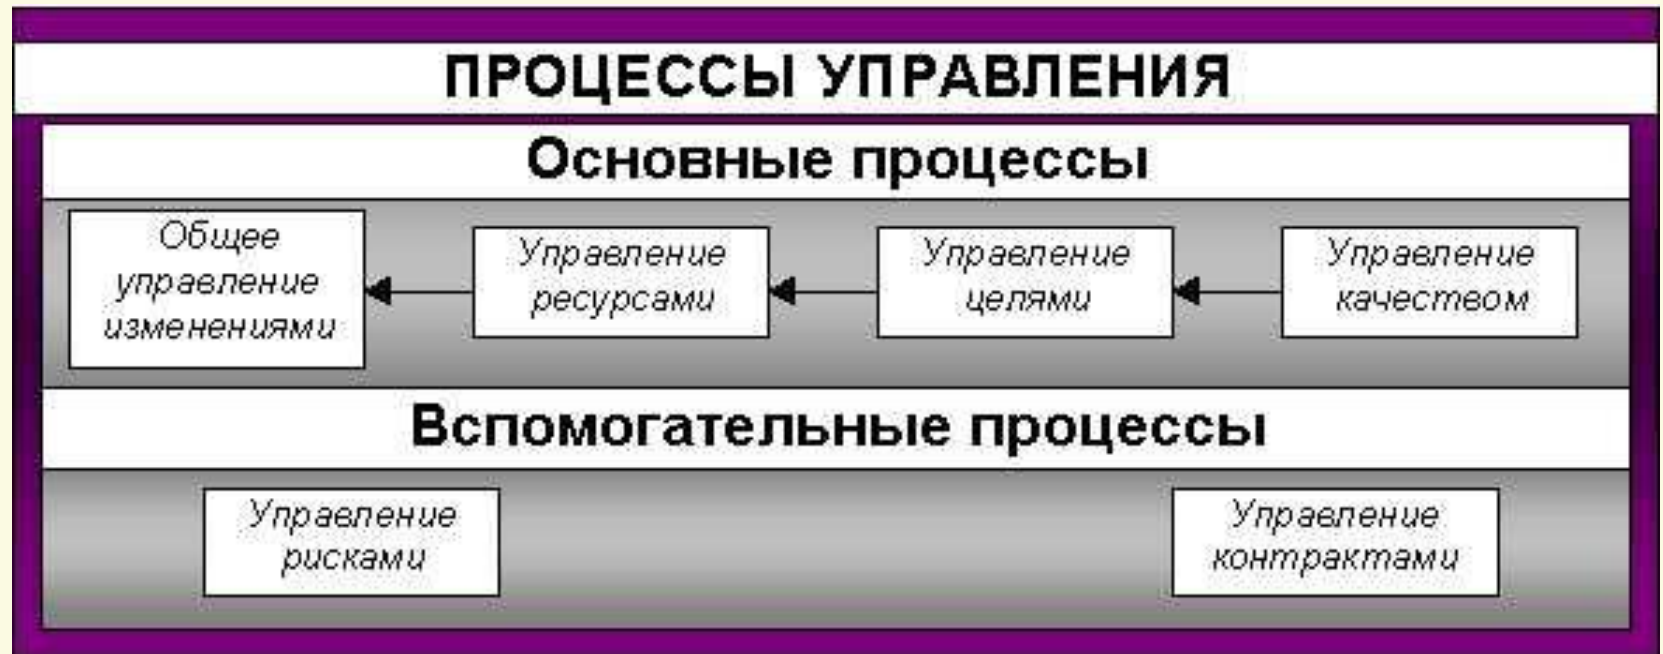 ПРОЦЕССЫ УПРАВЛЕНИЯ
Основные процессы
Общее
управление
изменениями
Управление
ресурсами
Управление
целями
Управление
качеством
Вспомогательные процессы
Управление
рисками
Управление
контрактами